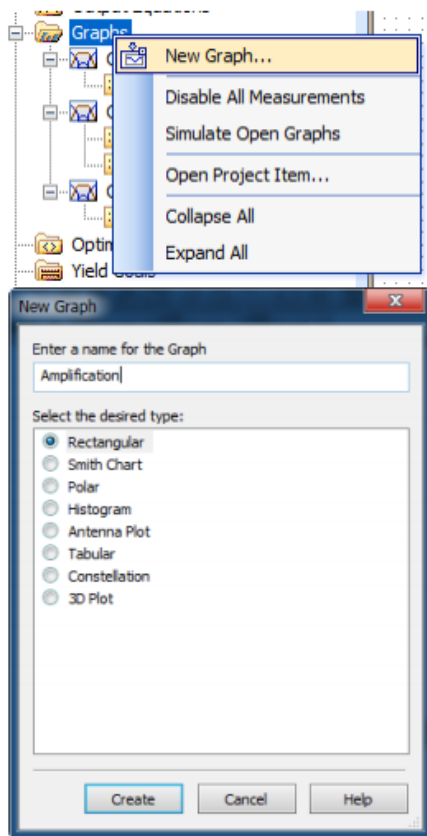 Graphs
New Graph...
Disable All Measurements
Simulate Open Graphs
Open Project Item...
Collapse All
Expand All
Optim
Yield
New Graph
Enter a name for the Graph
Amplification
Select the desired type:
Rectangular
Smith Chart
Polar
Histogram
Antenna Plot
Tabular
Constellation
3D Plot
Create Cancel Help